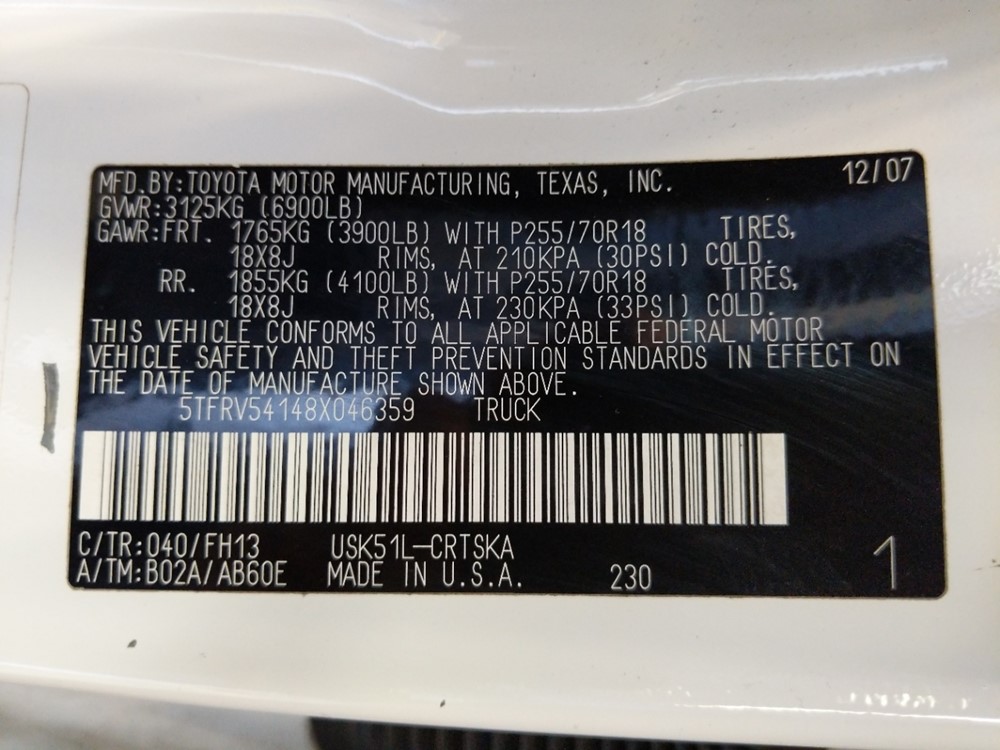 MFD.BY:TOYOTA MOTOR MANUFACTURING, TEXAS, INC. 12/07
GVWR:3125KG (6900LB)
GAWR:FRT. 1765KG (3900LB) WITH P255/70R18 TIRES,
18X8J RIMS, AT 210KPA (30PSI) COLD.
RR. 1855KG (4100LB) WITH P255/70R18 TIRES,
18X8J RIMS, AT 230KPA (33PSI) COLD.
THIS VEHICLE CONFORMS TO ALL APPLICABLE FEDERAL MOTOR
VEHICLE SAFETY AND THEFT PREVENTION STANDARDS IN EFFECT ON
THE DATE OF MANUFACTURE SHOWN ABOVE.
5TFRV54148X046359 TRUCK
C/TR:040/FH13 USK51L-CRTSKA
A/TM:B02A/AB60E MADE IN U.S.A. 230 1